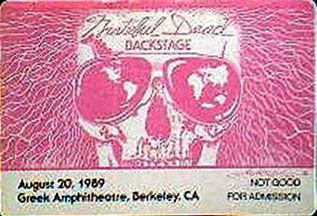 Grateful Dead
BACKSTAGE
August 20, 1989
Greek Amphitheatre, Berkeley, CA
NOT GOOD
FOR ADMISSION